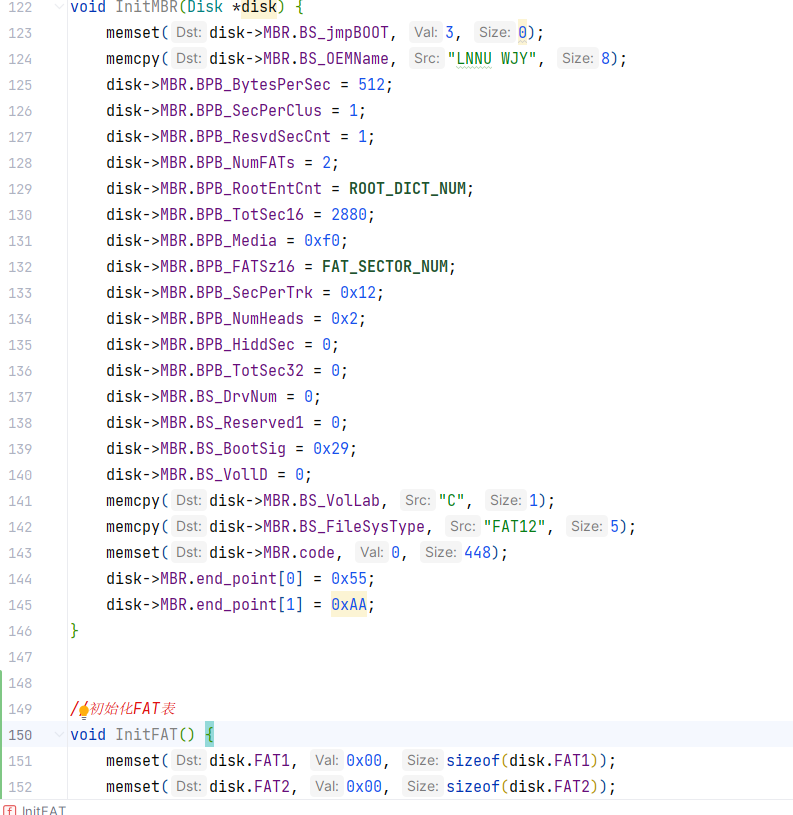 122 void InitMBR(Disk *disk) {
123 memset( Dst: disk->MBR.BS_jmpBOOT, Val: 3, Size: 0);
124 memcpy( Dst: disk->MBR.BS_OEMName, Src: "LNNU WJY", Size: 8);
125 disk->MBR.BPB_BytesPerSec = 512;
126 disk->MBR.BPB_SecPerClus = 1;
127 disk->MBR.BPB_ResvdSecCnt = 1;
128 disk->MBR.BPB_NumFATs = 2;
129 disk->MBR.BPB_RootEntCnt = ROOT_DICT_NUM;
130 disk->MBR.BPB_TotSec16 = 2880;
131 disk->MBR.BPB_Media = 0xf0;
132 disk->MBR.BPB_FATSz16 = FAT_SECTOR_NUM;
133 disk->MBR.BPB_SecPerTrk = 0x12;
134 disk->MBR.BPB_NumHeads = 0x2;
135 disk->MBR.BPB_HiddSec = 0;
136 disk->MBR.BPB_TotSec32 = 0;
137 disk->MBR.BS_DrvNum = 0;
138 disk->MBR.BS_Reserved1 = 0;
139 disk->MBR.BS_BootSig = 0x29;
140 disk->MBR.BS_VollD = 0;
141 memcpy( Dst: disk->MBR.BS_VolLab, Src: "C", Size: 1);
142 memcpy( Dst: disk->MBR.BS_FileSysType, Src: "FAT12", Size: 5);
143 memset( Dst: disk->MBR.code, Val: 0, Size: 448);
144 disk->MBR.end_point[0] = 0x55;
145 disk->MBR.end_point[1] = 0xAA;
146 }
147
148
149 //初始化FAT表
150 void InitFAT() {
151 memset( Dst: disk.FAT1, Val: 0x00, Size: sizeof(disk.FAT1));
152 memset( Dst: disk.FAT2, Val: 0x00, Size: sizeof(disk.FAT2));
f InitFAT